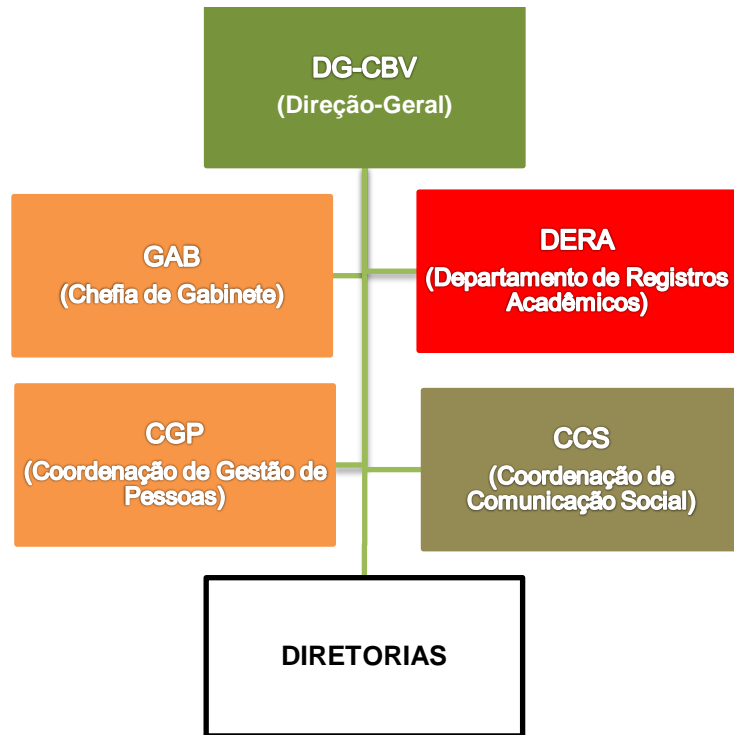 DG-CBV
(Direção-Geral)
GAB
(Chefia de Gabinete)
DERA
(Departamento de Registros
Acadêmicos)
CGP
(Coordenação de Gestão de
Pessoas)
CCS
(Coordenação de
Comunicação Social)
DIRETORIAS